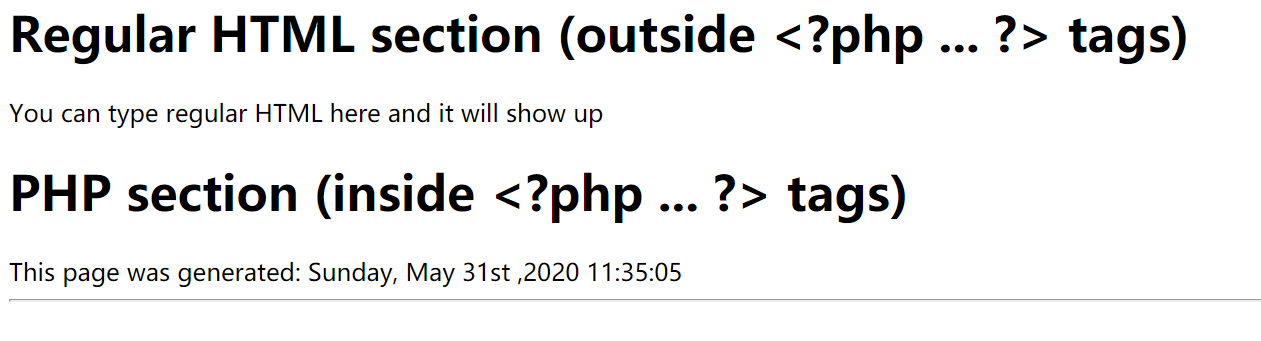 Regular HTML section (outside <?php ... ?> tags)
You can type regular HTML here and it will show up
PHP section (inside <?php ... ?> tags)
This page was generated: Sunday, May 31st ,2020 11:35:05